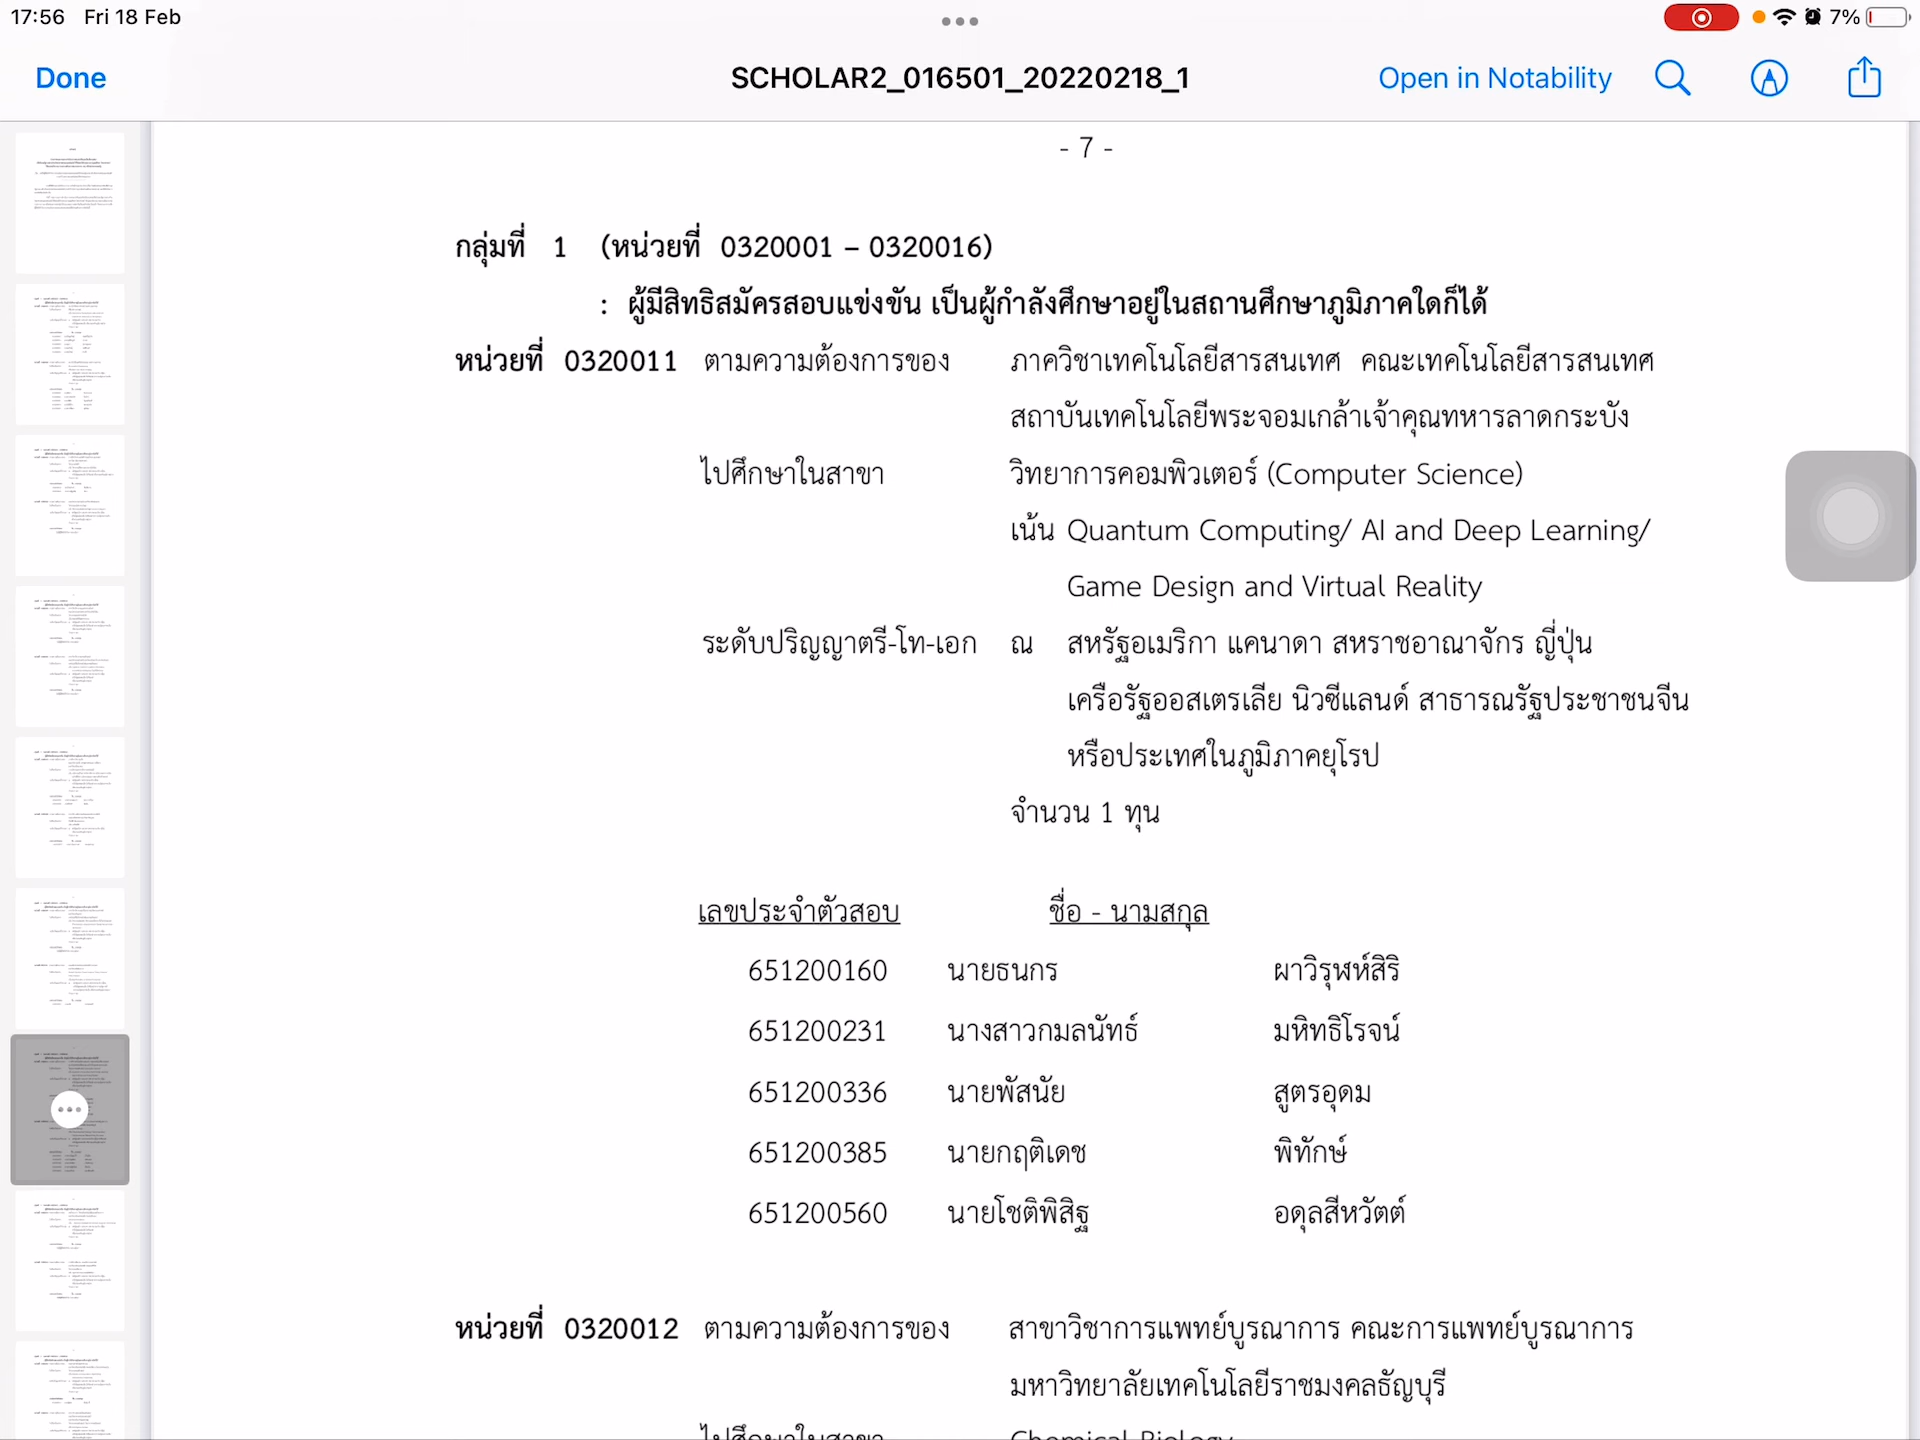 17:56 Fri 18 Feb
7%
Done
SCHOLAR2_016501_20220218_1
Open in Notability
- 7 -
กลุ่มที่ 1 (หน่วยที่ 0320001 – 0320016)
: ผู้มีสิทธิสมัครสอบแข่งขัน เป็นผู้กำลังศึกษาอยู่ในสถานศึกษาภูมิภาคใดก็ได้
หน่วยที่ 0320011 ตามความต้องการของ ภาควิชาเทคโนโลยีสารสนเทศ คณะเทคโนโลยีสารสนเทศ
สถาบันเทคโนโลยีพระจอมเกล้าเจ้าคุณทหารลาดกระบัง
ไปศึกษาในสาขา วิทยาการคอมพิวเตอร์ (Computer Science)
เน้น Quantum Computing/ AI and Deep Learning/
Game Design and Virtual Reality
ระดับปริญญาตรี-โท-เอก ณ สหรัฐอเมริกา แคนาดา สหราชอาณาจักร ญี่ปุ่น
เครือรัฐออสเตรเลีย นิวซีแลนด์ สาธารณรัฐประชาชนจีน
หรือประเทศในภูมิภาคยุโรป
จำนวน 1 ทุน
เลขประจำตัวสอบ ชื่อ - นามสกุล
651200160 นายธนกร ผาวิรุฬห์สิริ
651200231 นางสาวกมลนัทธ์ มหิทธิโรจน์
651200336 นายพัสนัย สูตรอุดม
651200385 นายกฤติเดช พิทักษ์
651200560 นายโชติพิสิฐ อดุลสีหวัตต์
หน่วยที่ 0320012 ตามความต้องการของ สาขาวิชาการแพทย์บูรณาการ คณะการแพทย์บูรณาการ
มหาวิทยาลัยเทคโนโลยีราชมงคลธัญบุรี
ไปศึกษาในสาขา Chemical Biology